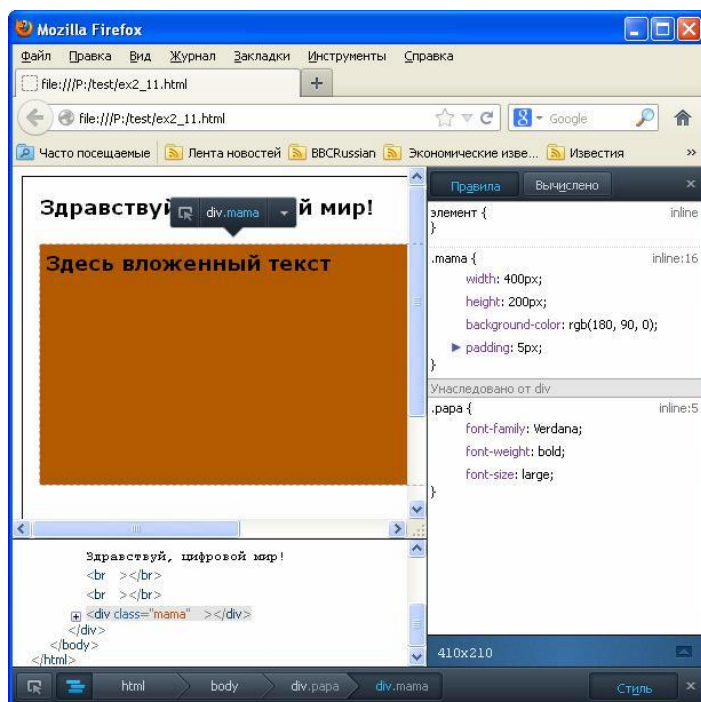 Mozilla Firefox
Файл Правка Вид Журнал Закладки Инструменты Справка
file:///P:/test/ex2_11.html
file:///P:/test/ex2_11.html
Google
Часто посещаемые Лента новостей BBCRussian Экономические изве... Известия »
Здравствуй й мир!
div.mama
Здесь вложенный текст
Правила Вычислено
элемент { inline
}
.mama { inline:16
width: 400px;
height: 200px;
background-color: rgb(180, 90, 0);
padding: 5px;
}
Унаследовано от div
.papa { inline:5
font-family: Verdana;
font-weight: bold;
font-size: large;
}
Здравствуй, цифровой мир!
<br ></br>
<br ></br>
<div class="mama" ></div>
</div>
</body>
</html>
410x210
html body div.papa div.mama Стиль